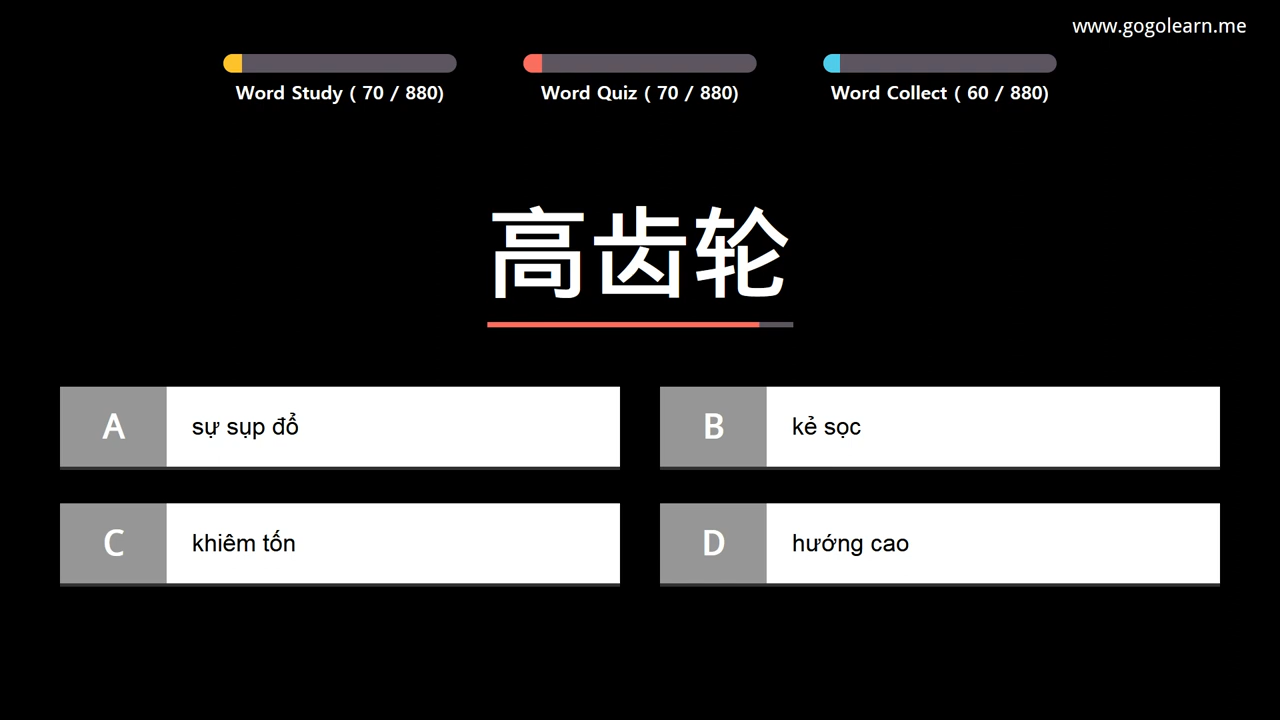 www.gogolearn.me
Word Study ( 70 / 880)
Word Quiz ( 70 / 880)
Word Collect ( 60 / 880)
高齿轮
A sự sụp đổ
B kẻ sọc
C khiêm tốn
D hướng cao